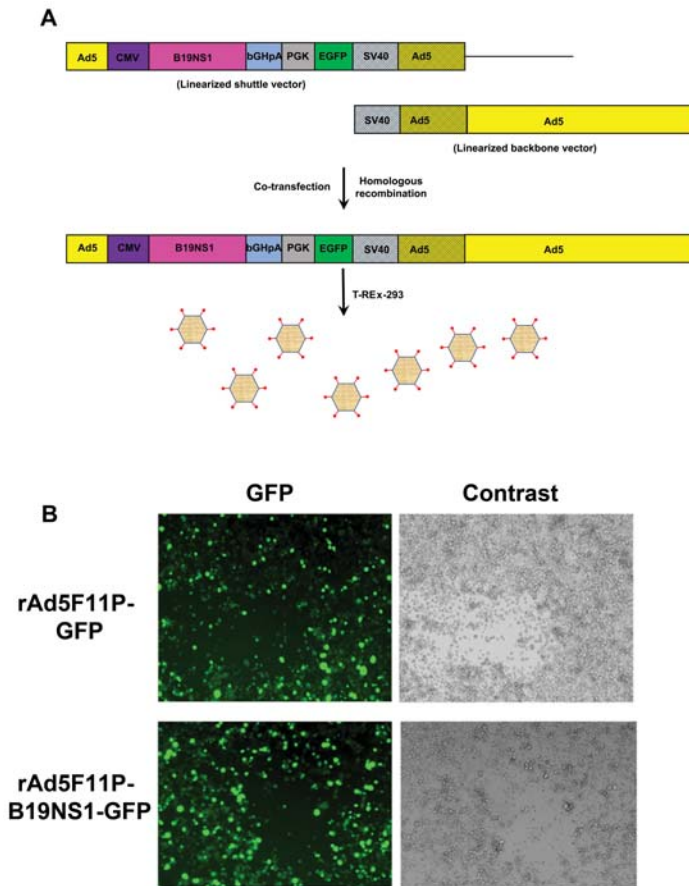 A
Ad5 CMV B19NS1 bGHpA PGK EGFP SV40 Ad5
(Linearized shuttle vector)
SV40 Ad5 Ad5
(Linearized backbone vector)
Co-transfection Homologous
recombination
Ad5 CMV B19NS1 bGHpA PGK EGFP SV40 Ad5 Ad5
T-REx-293
B
GFP Contrast
rAd5F11P-
GFP
rAd5F11P-
B19NS1-GFP